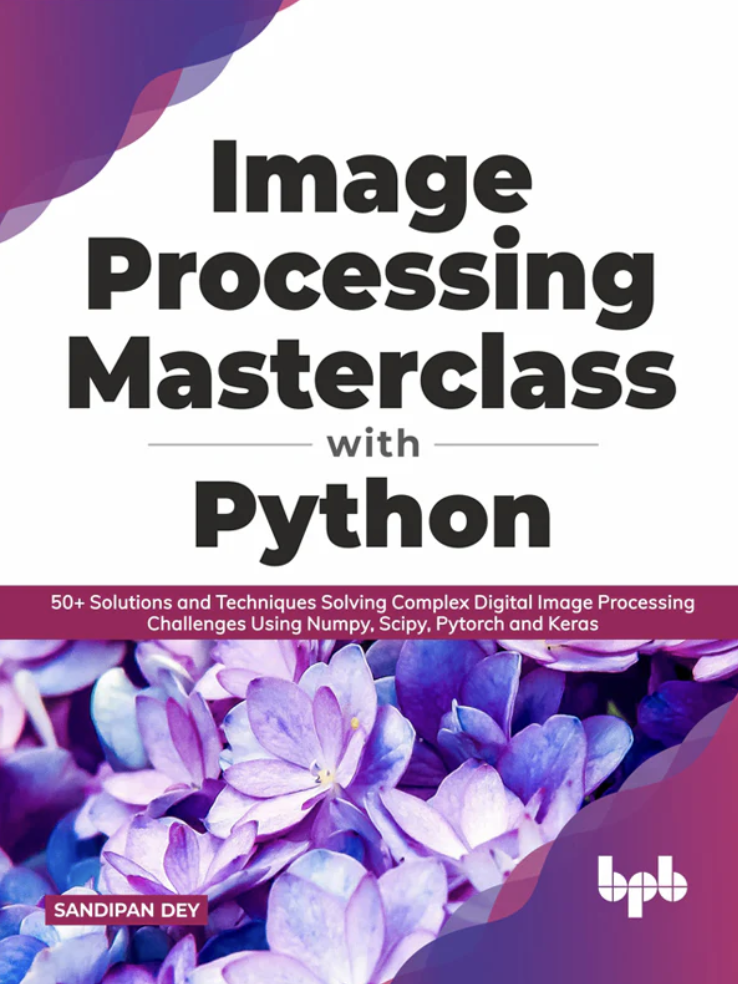 Image
Processing
Masterclass
with
Python
50+ Solutions and Techniques Solving Complex Digital Image Processing
Challenges Using Numpy, Scipy, Pytorch and Keras
SANDIPAN DEY
bpb